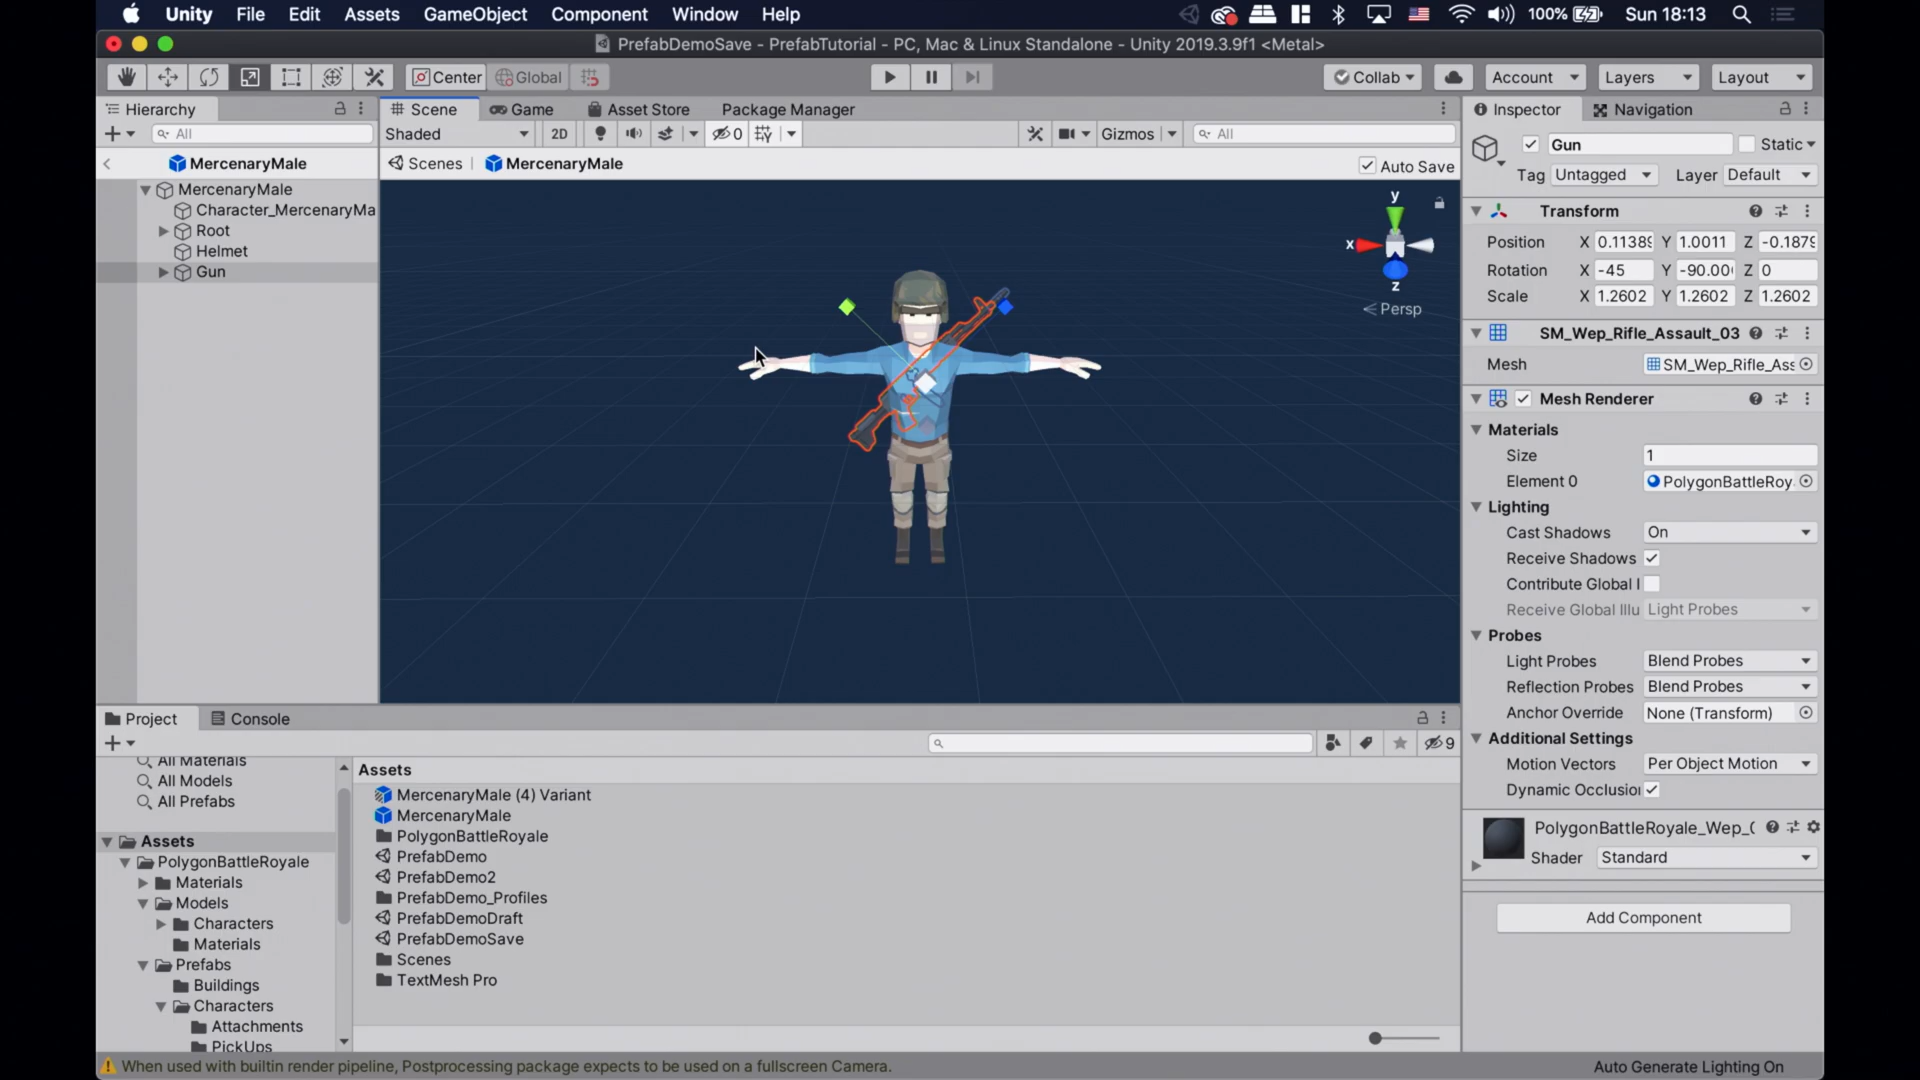 Unity File Edit Assets GameObject Component Window Help 100% Sun 18:13
PrefabDemoSave - PrefabTutorial - PC, Mac & Linux Standalone - Unity 2019.3.9f1 <Metal>
Center Global Collab Account Layers Layout
Hierarchy
All
MercenaryMale
MercenaryMale
Character_MercenaryMa
Root
Helmet
Gun
Scene Game Asset Store Package Manager
Shaded 2D 0 Gizmos All
Scenes MercenaryMale Auto Save
y
x
z
Persp
Inspector Navigation
Gun Static
Tag Untagged Layer Default
Transform
Position X 0.1138 Y 1.0011 Z -0.187
Rotation X -45 Y -90.00 Z 0
Scale X 1.2602 Y 1.2602 Z 1.2602
SM_Wep_Rifle_Assault_03
Mesh SM_Wep_Rifle_Ass
Mesh Renderer
Materials
Size 1
Element 0 PolygonBattleRoy
Lighting
Cast Shadows On
Receive Shadows
Contribute Global I
Receive Global Illu Light Probes
Probes
Light Probes Blend Probes
Reflection Probes Blend Probes
Anchor Override None (Transform)
Additional Settings
Motion Vectors Per Object Motion
Dynamic Occlusion
PolygonBattleRoyale_Wep_
Shader Standard
Add Component
Project Console
9
All Materials
All Models
All Prefabs
Assets
PolygonBattleRoyale
Materials
Models
Characters
Materials
Prefabs
Buildings
Characters
Attachments
PickUps
Assets
MercenaryMale (4) Variant
MercenaryMale
PolygonBattleRoyale
PrefabDemo
PrefabDemo2
PrefabDemo_Profiles
PrefabDemoDraft
PrefabDemoSave
Scenes
TextMesh Pro
When used with builtin render pipeline, Postprocessing package expects to be used on a fullscreen Camera.
Auto Generate Lighting On